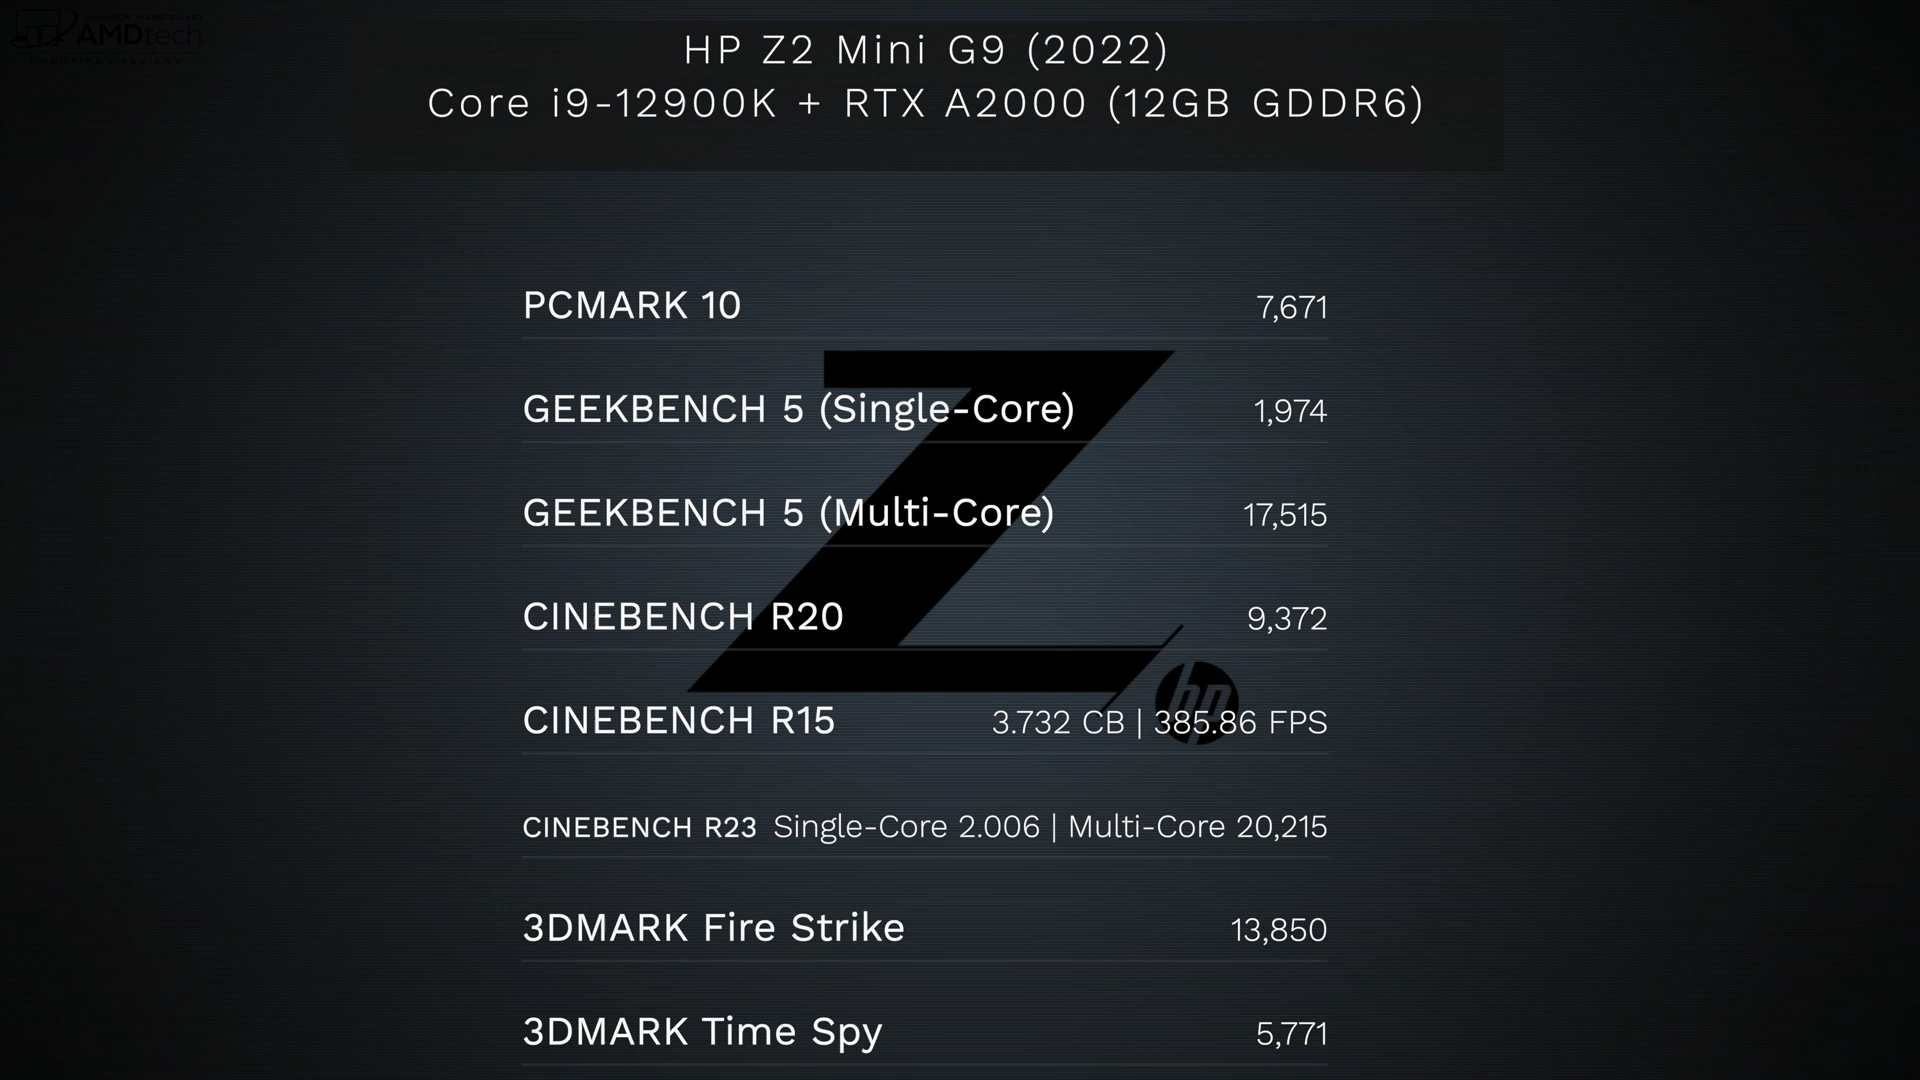 AMDtech
HP Z2 Mini G9 (2022)
Core i9-12900K + RTX A2000 (12GB GDDR6)
PCMARK 10 7,671
GEEKBENCH 5 (Single-Core) 1,974
GEEKBENCH 5 (Multi-Core) 17,515
CINEBENCH R20 9,372
hp
CINEBENCH R15 3.732 CB | 385.86 FPS
CINEBENCH R23 Single-Core 2.006 | Multi-Core 20,215
3DMARK Fire Strike 13,850
3DMARK Time Spy 5,771